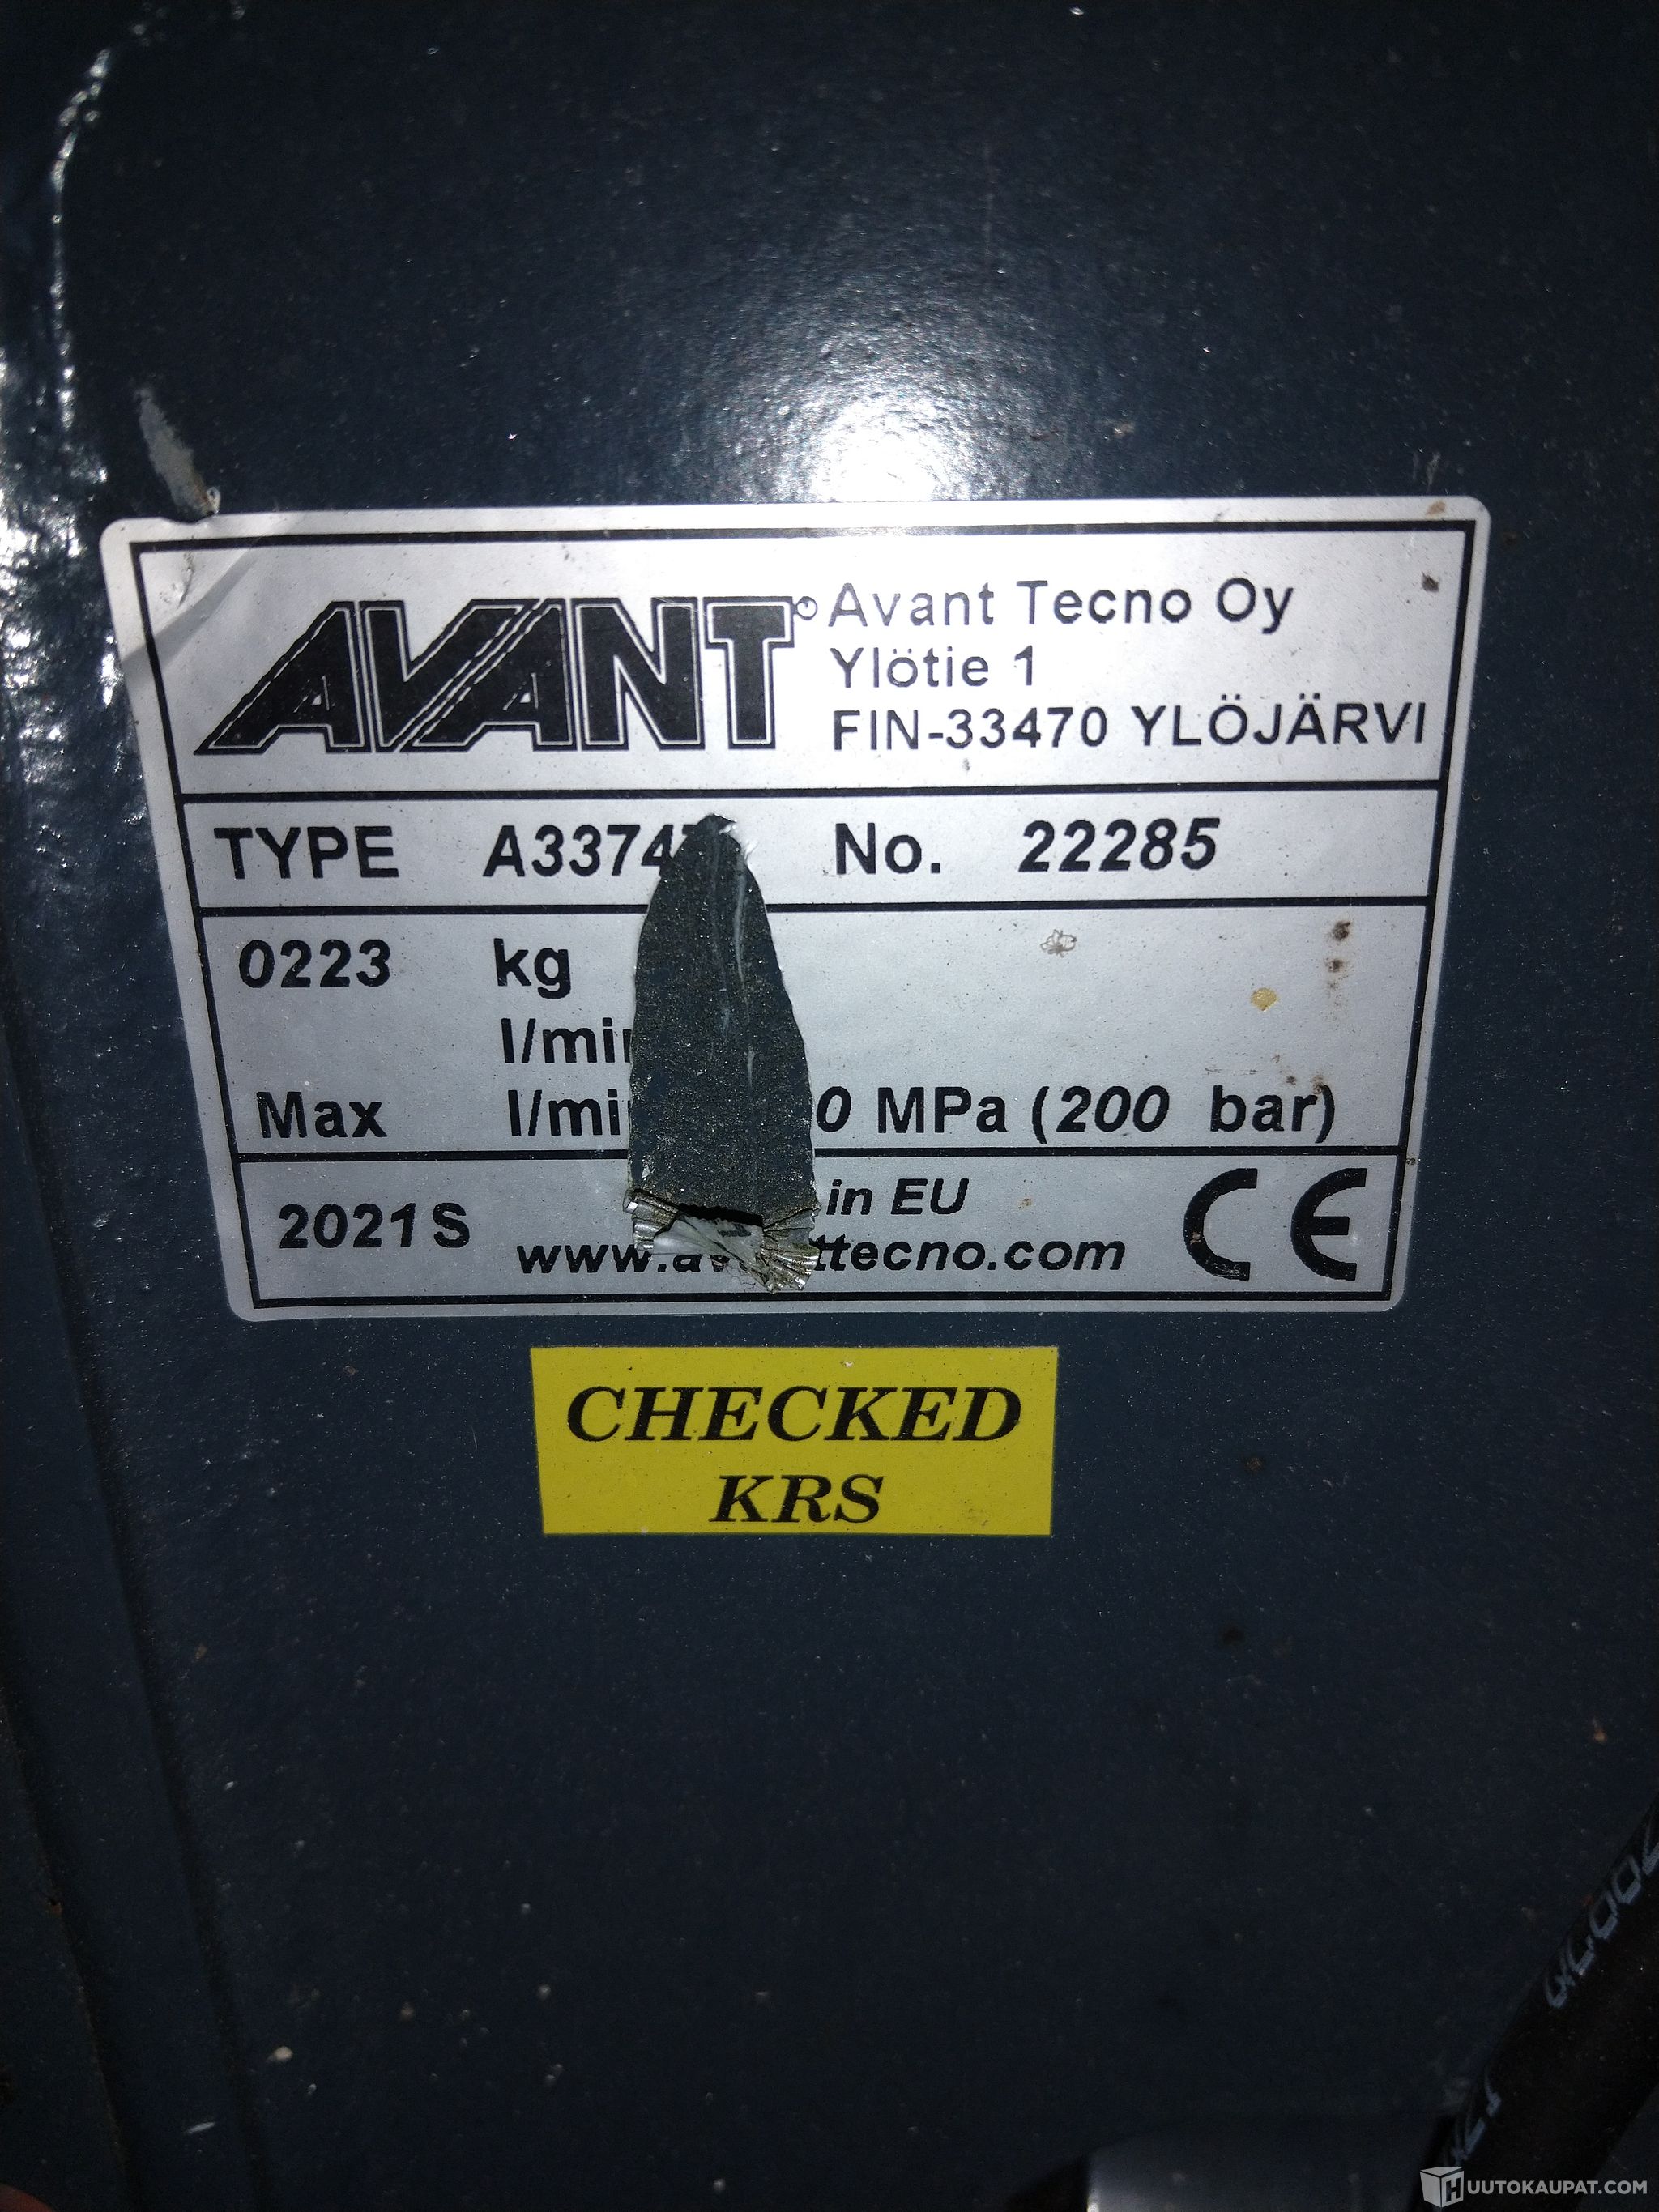 AVANT® Avant Tecno Oy
Ylötie 1
FIN-33470 YLÖJÄRVI
TYPE No. 22285
0223 kg
Max MPa (200 bar)
2021 S in EU
CE
CHECKED
KRS
HUUTOKAUPAT.COM